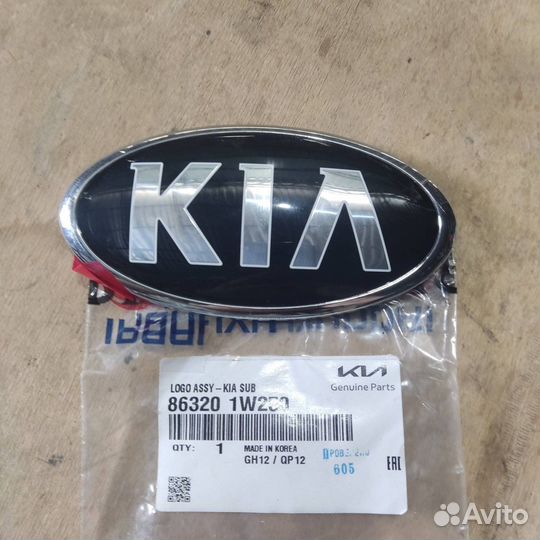 KIA
LOGO ASSY-KIA SUB
KIA
Genuine Parts
86320 1W250
QTY: 1
MADE IN KOREA
GH12 / QP12
605
EAC
Avito